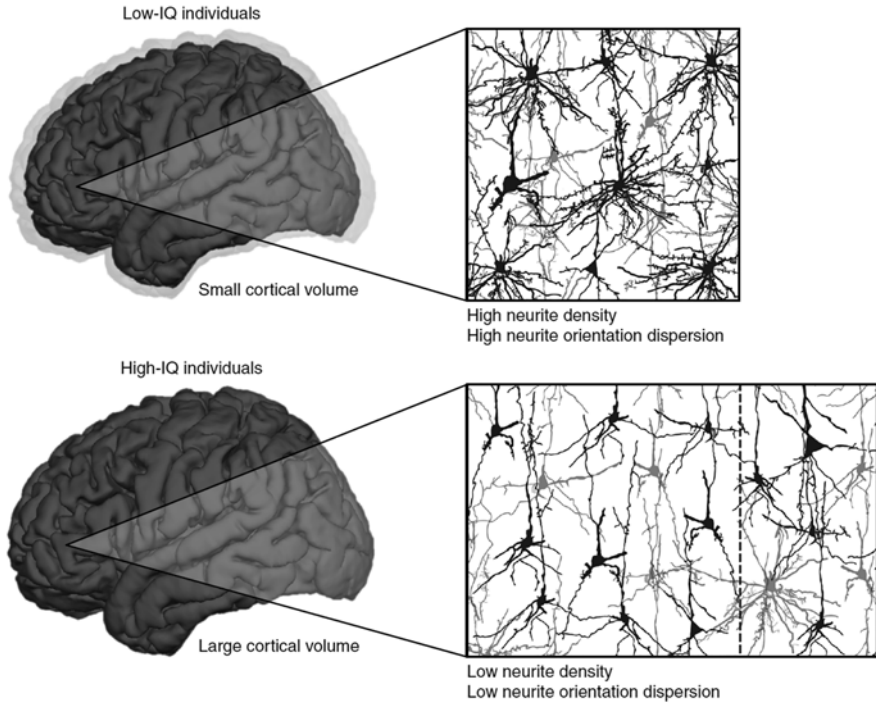 Low-IQ individuals
Small cortical volume
High neurite density
High neurite orientation dispersion
High-IQ individuals
Large cortical volume
Low neurite density
Low neurite orientation dispersion